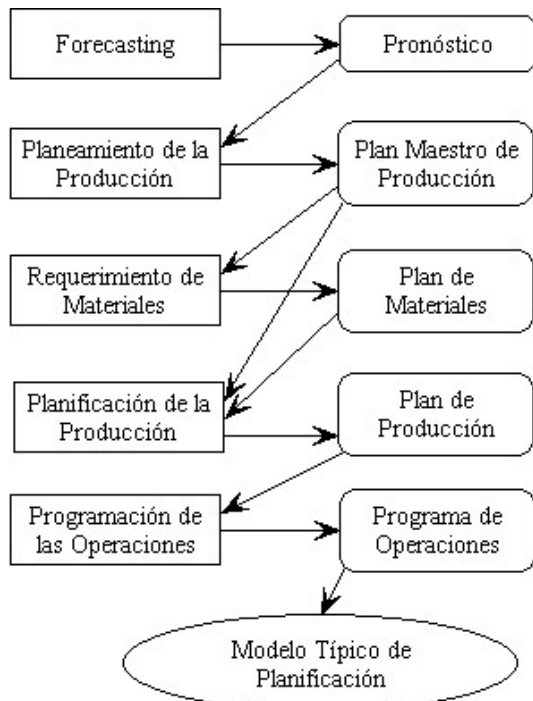 Forecasting
Pronóstico
Planeamiento de la
Producción
Plan Maestro de
Producción
Requerimiento de
Materiales
Plan de
Materiales
Planificación de la
Producción
Plan de
Producción
Programación de
las Operaciones
Programa de
Operaciones
Modelo Típico de
Planificación